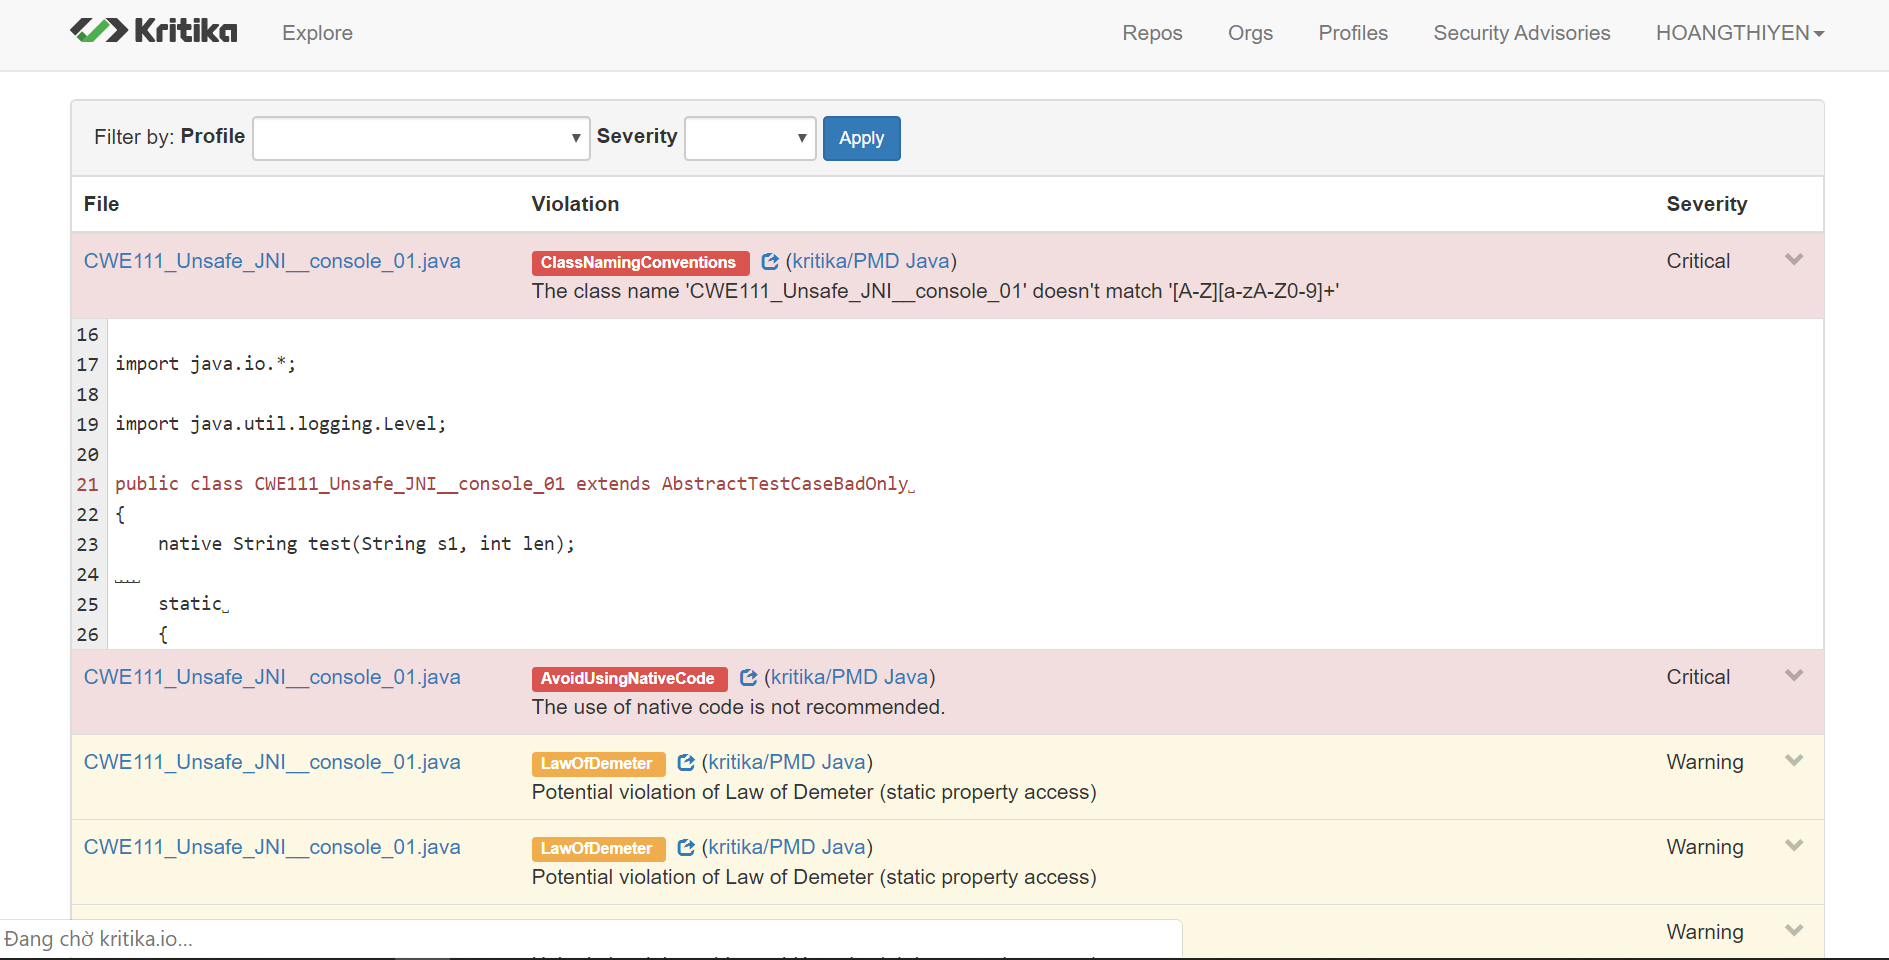 Kritika Explore Repos Orgs Profiles Security Advisories HOANGTHIYEN
Filter by: Profile Severity Apply
File Violation Severity
CWE111_Unsafe_JNI__console_01.java ClassNamingConventions (kritika/PMD Java) Critical
The class name 'CWE111_Unsafe_JNI__console_01' doesn't match '[A-Z][a-zA-Z0-9]+'
16
17 import java.io.*;
18
19 import java.util.logging.Level;
20
21 public class CWE111_Unsafe_JNI__console_01 extends AbstractTestCaseBadOnly
22 {
23     native String test(String s1, int len);
24
25     static
26     {
CWE111_Unsafe_JNI__console_01.java AvoidUsingNativeCode (kritika/PMD Java) Critical
The use of native code is not recommended.
CWE111_Unsafe_JNI__console_01.java LawOfDemeter (kritika/PMD Java) Warning
Potential violation of Law of Demeter (static property access)
CWE111_Unsafe_JNI__console_01.java LawOfDemeter (kritika/PMD Java) Warning
Potential violation of Law of Demeter (static property access)
Warning
Đang chờ kritika.io...